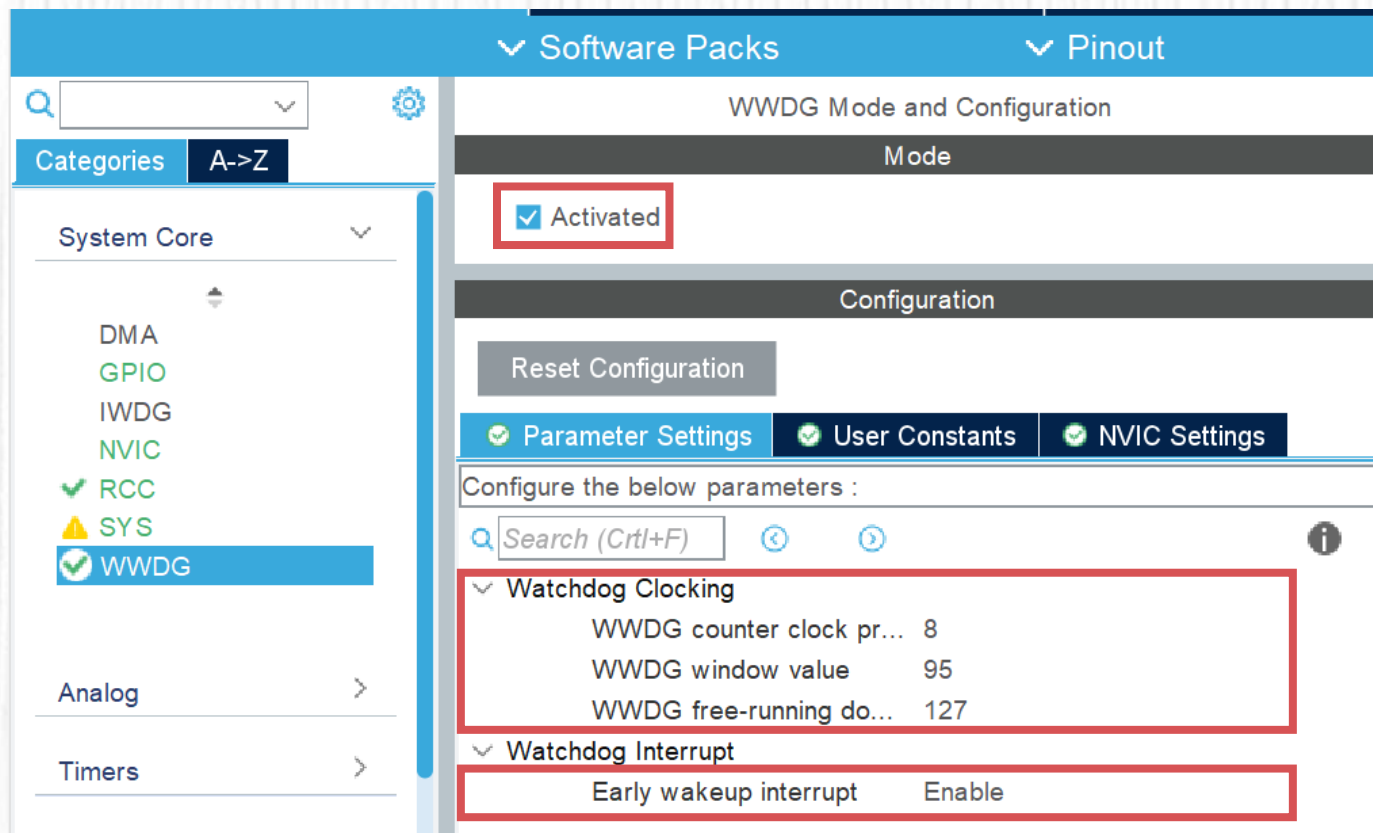 Software Packs Pinout
WWDG Mode and Configuration
Categories A->Z
Mode
Activated
System Core
Configuration
DMA
GPIO
IWDG
NVIC
RCC
SYS
WWDG
Reset Configuration
Parameter Settings User Constants NVIC Settings
Configure the below parameters :
Search (Crtl+F)
Watchdog Clocking
WWDG counter clock pr... 8
WWDG window value 95
WWDG free-running do... 127
Watchdog Interrupt
Early wakeup interrupt Enable
Analog
Timers